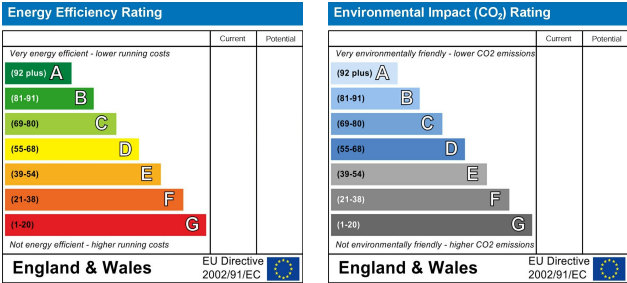 Energy Efficiency Rating
Current Potential
Very energy efficient - lower running costs
(92 plus) A
(81-91) B
(69-80) C
(55-68) D
(39-54) E
(21-38) F
(1-20) G
Not energy efficient - higher running costs
England & Wales
EU Directive
2002/91/EC
Environmental Impact (CO₂) Rating
Current Potential
Very environmentally friendly - lower CO2 emissions
(92 plus) A
(81-91) B
(69-80) C
(55-68) D
(39-54) E
(21-38) F
(1-20) G
Not environmentally friendly - higher CO2 emissions
England & Wales
EU Directive
2002/91/EC